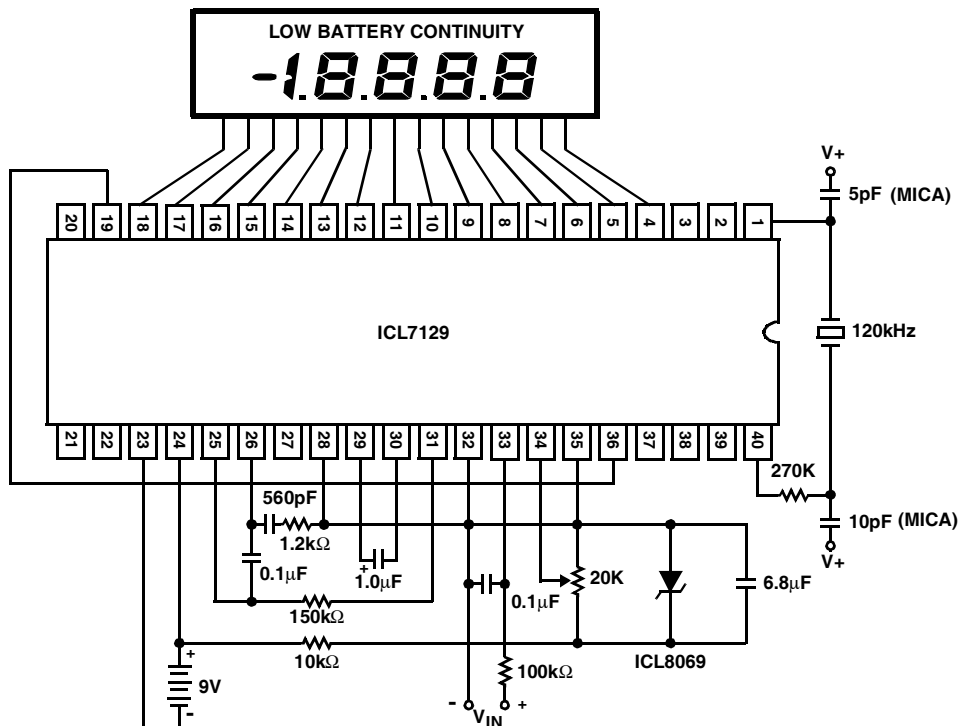 LOW BATTERY CONTINUITY
-1.8.8.8.8
V+
5pF (MICA)
20 19 18 17 16 15 14 13 12 11 10 9 8 7 6 5 4 3 2 1
ICL7129
120kHz
21 22 23 24 25 26 27 28 29 30 31 32 33 34 35 36 37 38 39 40
270K
560pF
1.2kΩ
10pF (MICA)
V+
0.1μF
+
1.0μF
0.1μF
20K
6.8μF
150kΩ
10kΩ
ICL8069
+
9V
-
100kΩ
- VIN +